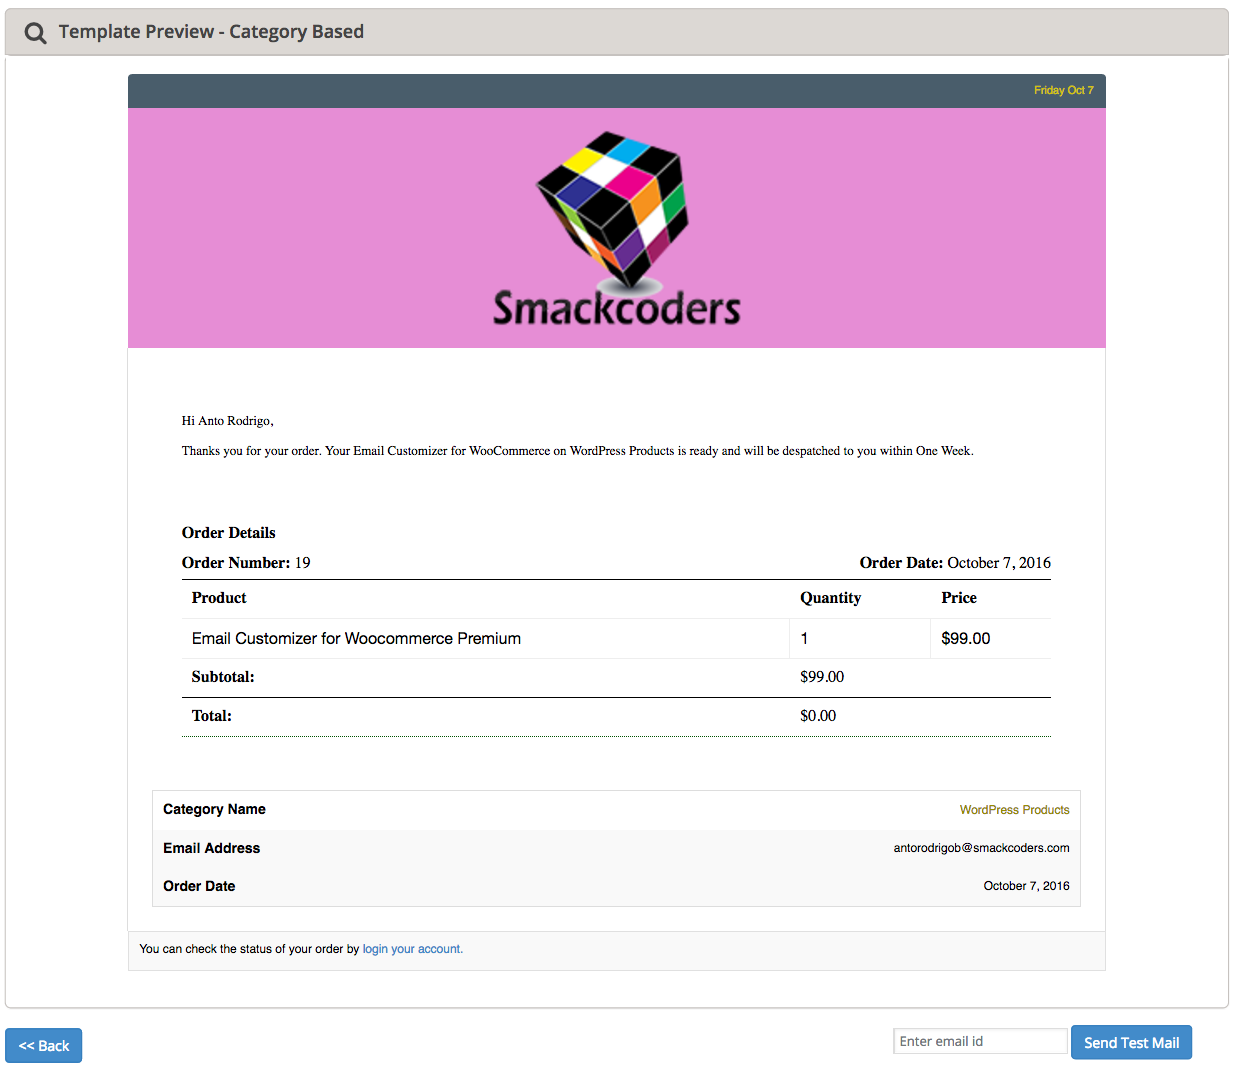 Template Preview - Category Based
Friday Oct 7
Smackcoders
Hi Anto Rodrigo,
Thanks you for your order. Your Email Customizer for WooCommerce on WordPress Products is ready and will be despatched to you within One Week.
Order Details
Order Number: 19 Order Date: October 7, 2016
Product Quantity Price
Email Customizer for Woocommerce Premium 1 $99.00
Subtotal: $99.00
Total: $0.00
Category Name WordPress Products
Email Address antorodrigob@smackcoders.com
Order Date October 7, 2016
You can check the status of your order by login your account.
<< Back Enter email id Send Test Mail